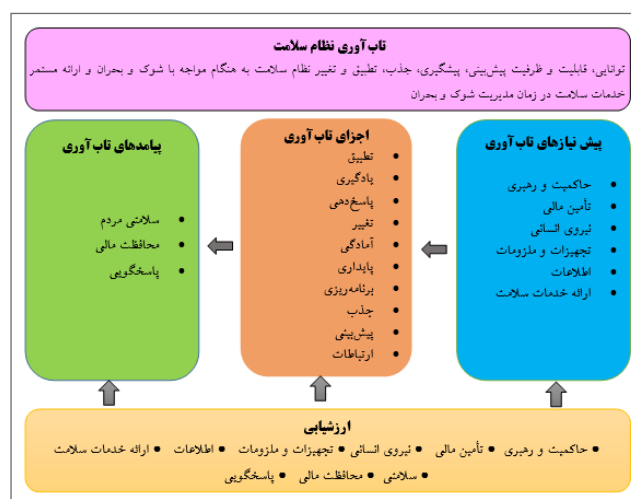 تاب‌آوری نظام سلامت
توانایی، قابلیت و ظرفیت پیش‌بینی، پیشگیری، جذب، تطبیق و تغییر نظام سلامت به هنگام مواجه با شوک و بحران و ارائه مستمر
خدمات سلامت در زمان مدیریت شوک و بحران
پیش نیازهای تاب‌آوری
حاکمیت و رهبری
تأمین مالی
نیروی انسانی
تجهیزات و ملزومات
اطلاعات
ارائه خدمات سلامت
اجزای تاب‌آوری
تطبیق
یادگیری
پاسخ‌دهی
تغییر
آمادگی
پایداری
برنامه‌ریزی
جذب
پیش‌بینی
ارتباطات
پیامدهای تاب‌آوری
سلامتی مردم
محافظت مالی
پاسخگویی
ارزشیابی
● حاکمیت و رهبری ● تأمین مالی ● نیروی انسانی ● تجهیزات و ملزومات ● اطلاعات ● ارائه خدمات سلامت
● سلامتی ● محافظت مالی ● پاسخگویی